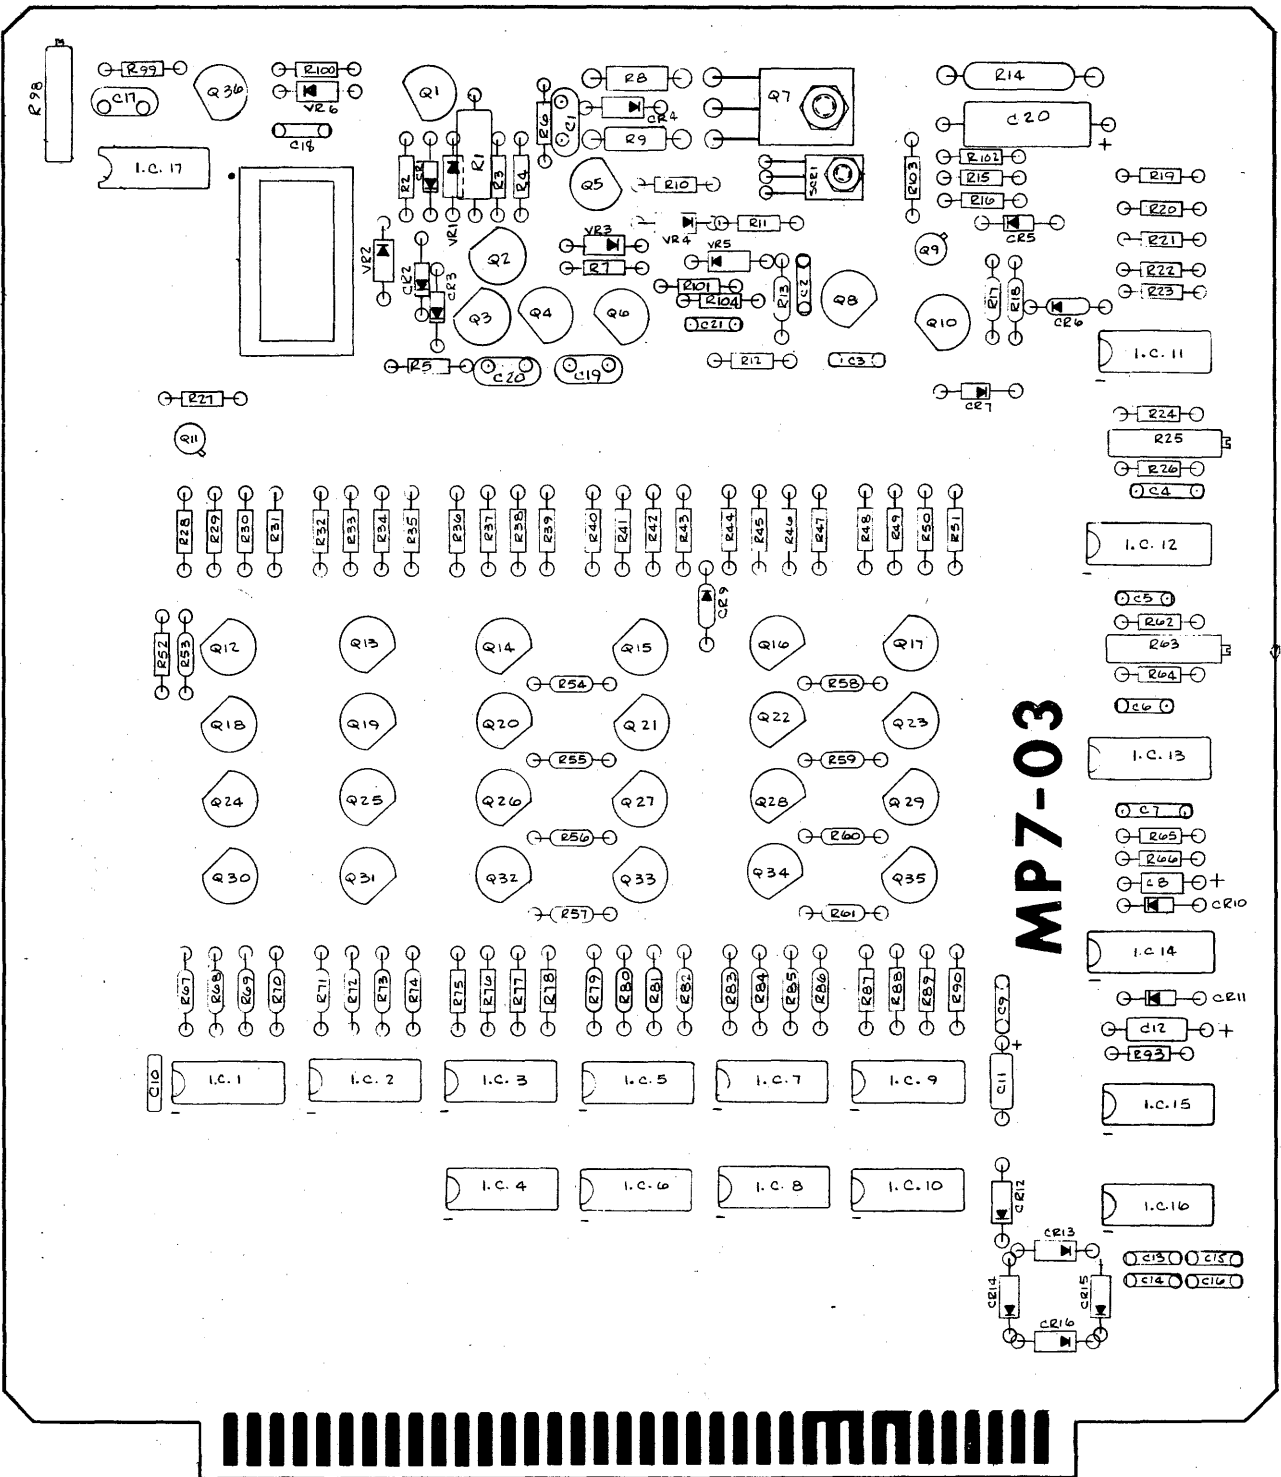 R98
R99
C17
Q36
R100
VR6
C18
I.C. 17
Q1
R2
CR1
VR1
R1
R3
R4
R6
C1
R8
CR4
R9
Q7
SCR1
R14
C20
+
R103
R102
R15
R16
CR5
R19
R20
R21
R22
R23
Q5
R10
VR4
R11
VR2
CR2
CR3
Q2
VR3
R7
VR5
R101
R104
C21
R13
C2
Q8
Q9
Q10
R17
R18
CR6
Q3
Q4
Q6
R5
C20
C19
R12
C3
CR7
I.C. 11
R27
Q11
R24
R25
R26
C4
I.C. 12
R28
R29
R30
R31
R32
R33
R34
R35
R36
R37
R38
R39
R40
R41
R42
R43
R44
R45
R46
R47
R48
R49
R50
R51
CR9
C5
R62
R63
R64
C6
R52
R53
Q12
Q13
Q14
Q15
Q16
Q17
R54
R58
Q18
Q19
Q20
Q21
Q22
Q23
R55
R59
MP7-03
I.C. 13
Q24
Q25
Q26
Q27
Q28
Q29
R56
R60
C7
R65
R66
C8 +
CR10
Q30
Q31
Q32
Q33
Q34
Q35
R57
R61
I.C. 14
R67
R68
R69
R70
R71
R72
R73
R74
R75
R76
R77
R78
R79
R80
R81
R82
R83
R84
R85
R86
R87
R88
R89
R90
C9
CR11
C12 +
R93
C10
I.C. 1
I.C. 2
I.C. 3
I.C. 5
I.C. 7
I.C. 9
+
C11
I.C. 15
I.C. 4
I.C. 6
I.C. 8
I.C. 10
CR12
I.C. 16
CR13
CR14
CR15
CR16
C13
C15
C14
C16